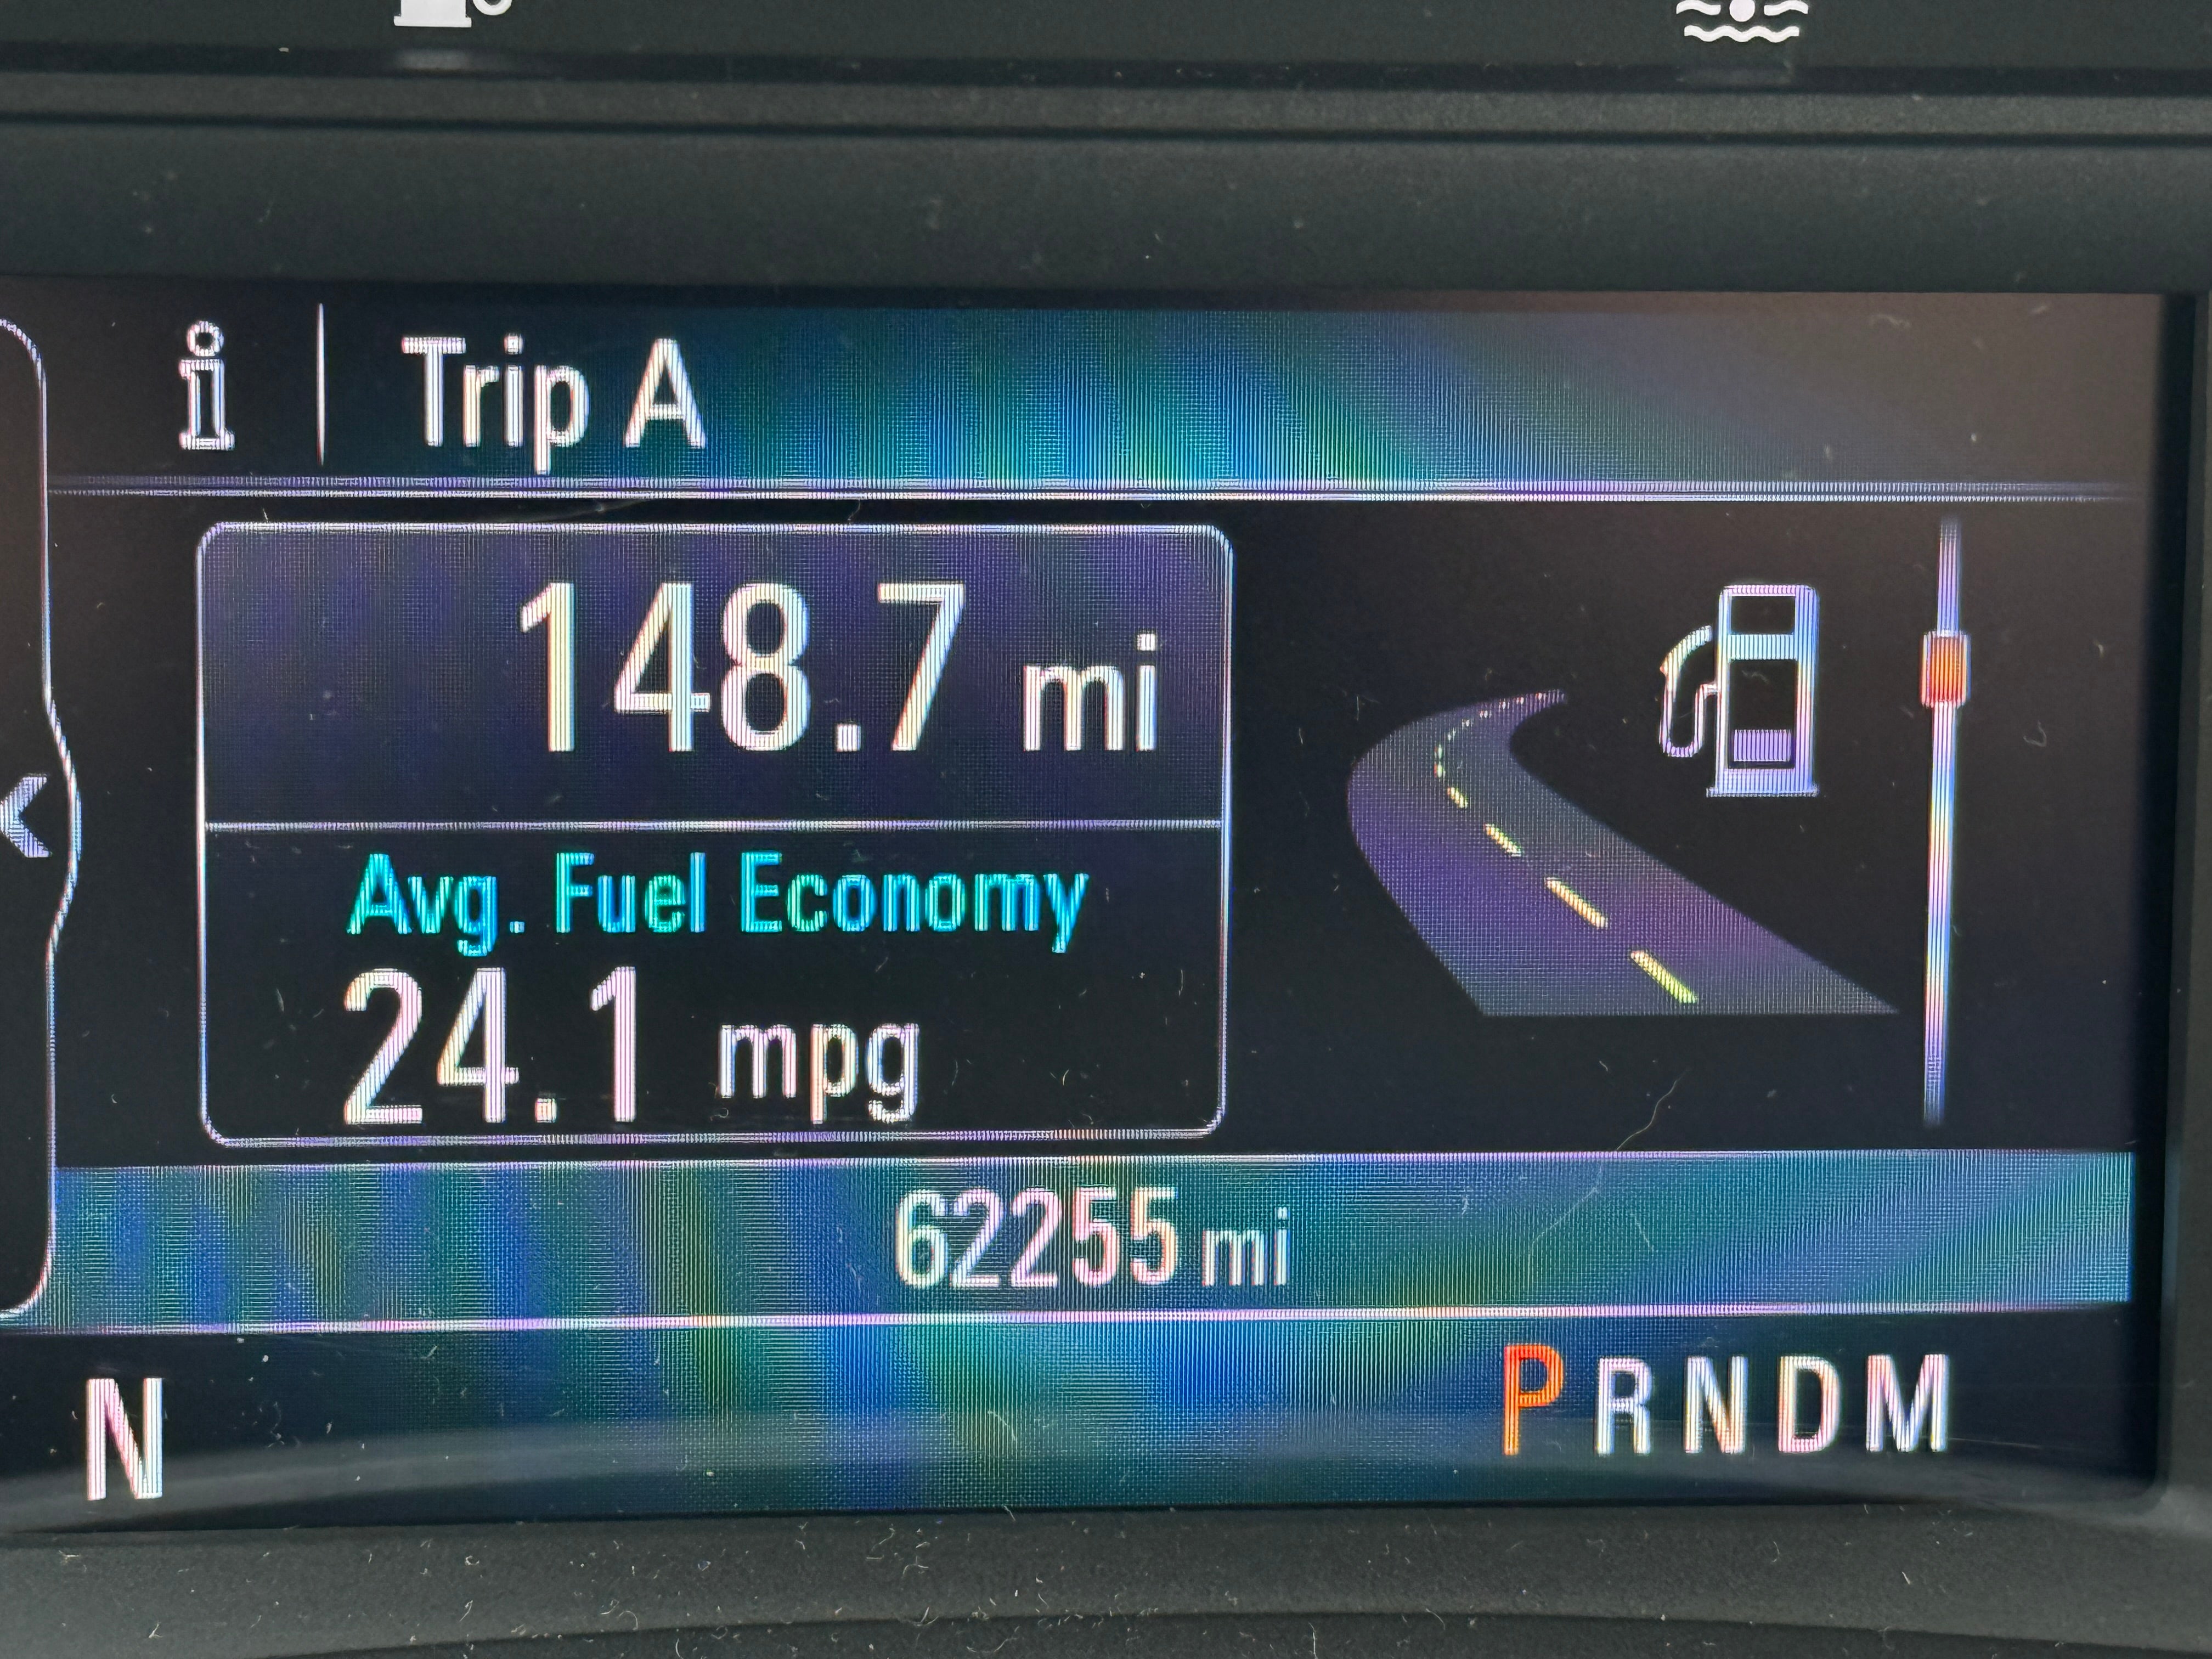 i Trip A
148.7 mi
Avg. Fuel Economy
24.1 mpg
62255 mi
N PRNDM